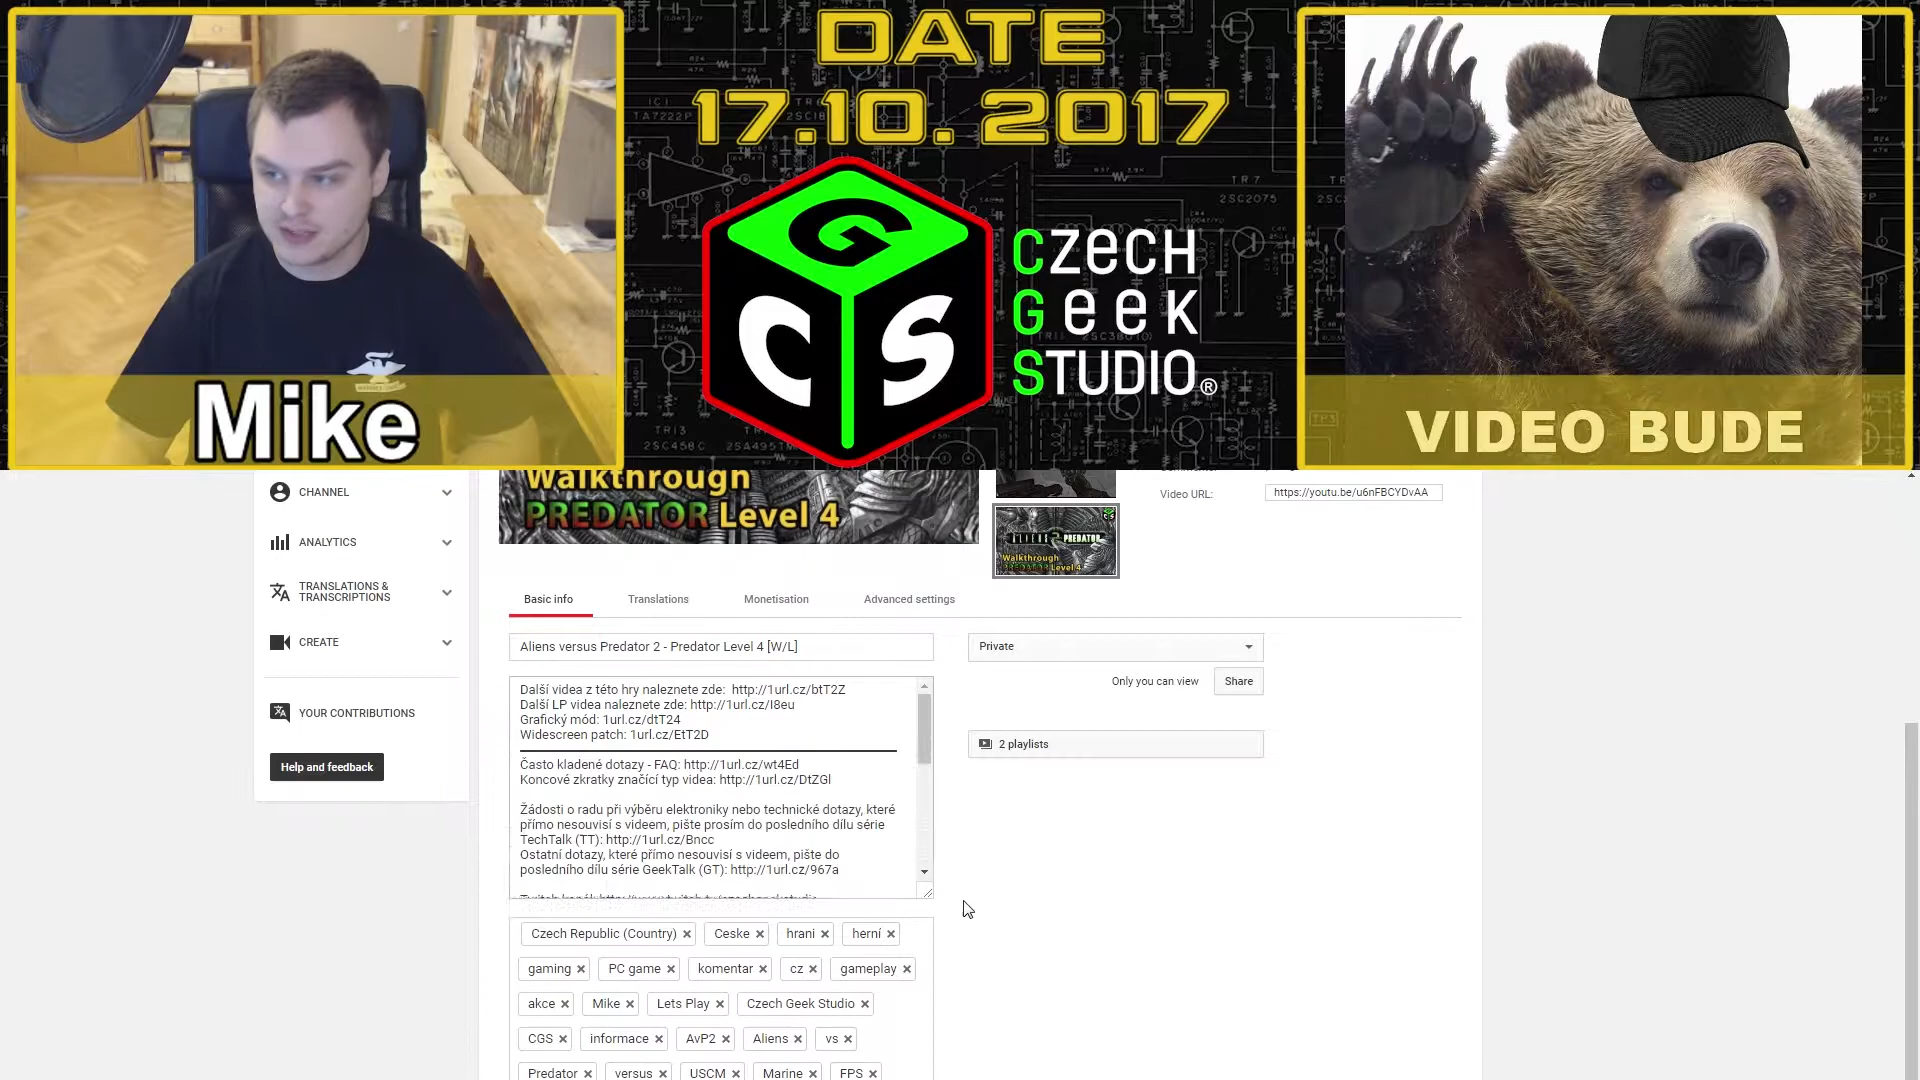 DATE
17.10.2017
G
C S
CZECH
GEEK
STUDIO®
Mike
VIDEO BUDE
CHANNEL
ANALYTICS
TRANSLATIONS &
TRANSCRIPTIONS
CREATE
YOUR CONTRIBUTIONS
Help and feedback
Walkthrough
PREDATOR Level 4
ALIENS VS PREDATOR
Walkthrough
PREDATOR Level 4
Video URL:
https://youtu.be/u6nFBCYDvAA
Basic info
Translations
Monetisation
Advanced settings
Aliens versus Predator 2 - Predator Level 4 [W/L]
Další videa z této hry naleznete zde: http://1url.cz/btT2Z
Další LP videa naleznete zde: http://1url.cz/I8eu
Grafický mód: 1url.cz/dtT24
Widescreen patch: 1url.cz/EtT2D
Často kladené dotazy - FAQ: http://1url.cz/wt4Ed
Koncové zkratky značící typ videa: http://1url.cz/DtZGl
Žádosti o radu při výběru elektroniky nebo technické dotazy, které
přímo nesouvisí s videem, pište prosím do posledního dílu série
TechTalk (TT): http://1url.cz/Bncc
Ostatní dotazy, které přímo nesouvisí s videem, pište do
posledního dílu série GeekTalk (GT): http://1url.cz/967a
Private
Only you can view
Share
2 playlists
Czech Republic (Country) × Ceske × hrani × herní ×
gaming × PC game × komentar × cz × gameplay ×
akce × Mike × Lets Play × Czech Geek Studio ×
CGS × informace × AvP2 × Aliens × vs ×
Predator × versus × USCM × Marine × FPS ×